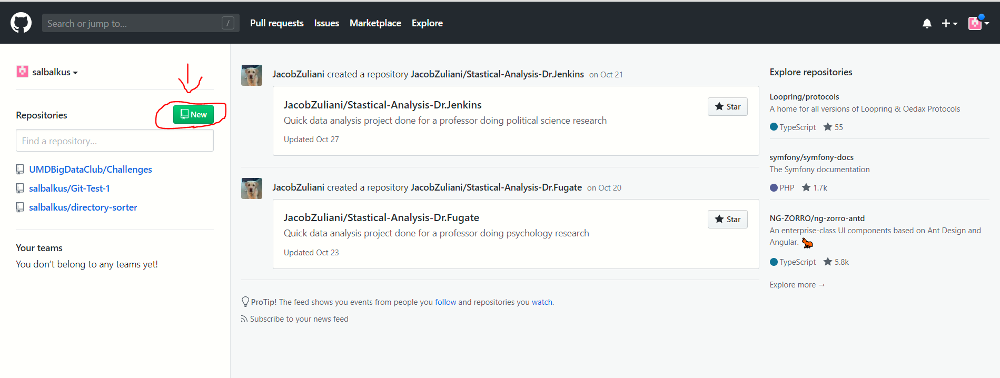 Search or jump to...
/
Pull requests
Issues
Marketplace
Explore
salbalkus
Repositories
New
Find a repository...
UMDBigDataClub/Challenges
salbalkus/Git-Test-1
salbalkus/directory-sorter
Your teams
You don't belong to any teams yet!
JacobZuliani created a repository JacobZuliani/Stastical-Analysis-Dr.Jenkins on Oct 21
JacobZuliani/Stastical-Analysis-Dr.Jenkins
Star
Quick data analysis project done for a professor doing political science research
Updated Oct 27
JacobZuliani created a repository JacobZuliani/Stastical-Analysis-Dr.Fugate on Oct 20
JacobZuliani/Stastical-Analysis-Dr.Fugate
Star
Quick data analysis project done for a professor doing psychology research
Updated Oct 23
ProTip! The feed shows you events from people you follow and repositories you watch.
Subscribe to your news feed
Explore repositories
Loopring/protocols
A home for all versions of Loopring & Oedax Protocols
TypeScript 55
symfony/symfony-docs
The Symfony documentation
PHP 1.7k
NG-ZORRO/ng-zorro-antd
An enterprise-class UI components based on Ant Design and
Angular.
TypeScript 5.8k
Explore more →